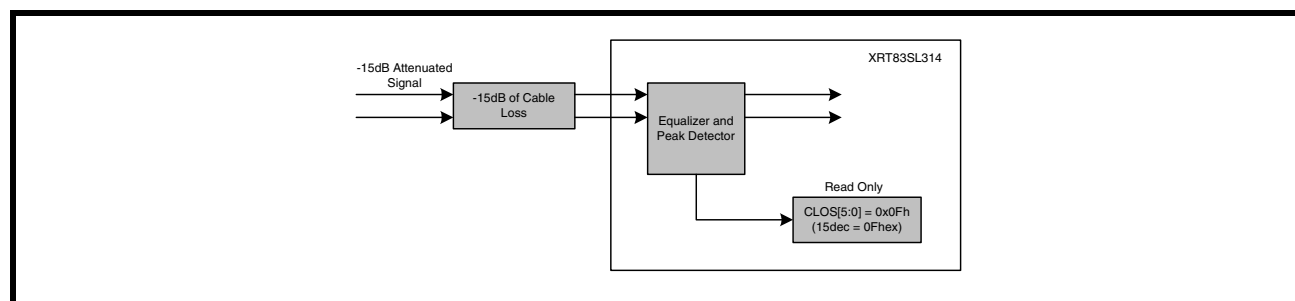 XRT83SL314
-15dB Attenuated
Signal
-15dB of Cable
Loss
Equalizer and
Peak Detector
Read Only
CLOS[5:0] = 0x0Fh
(15dec = 0Fhex)